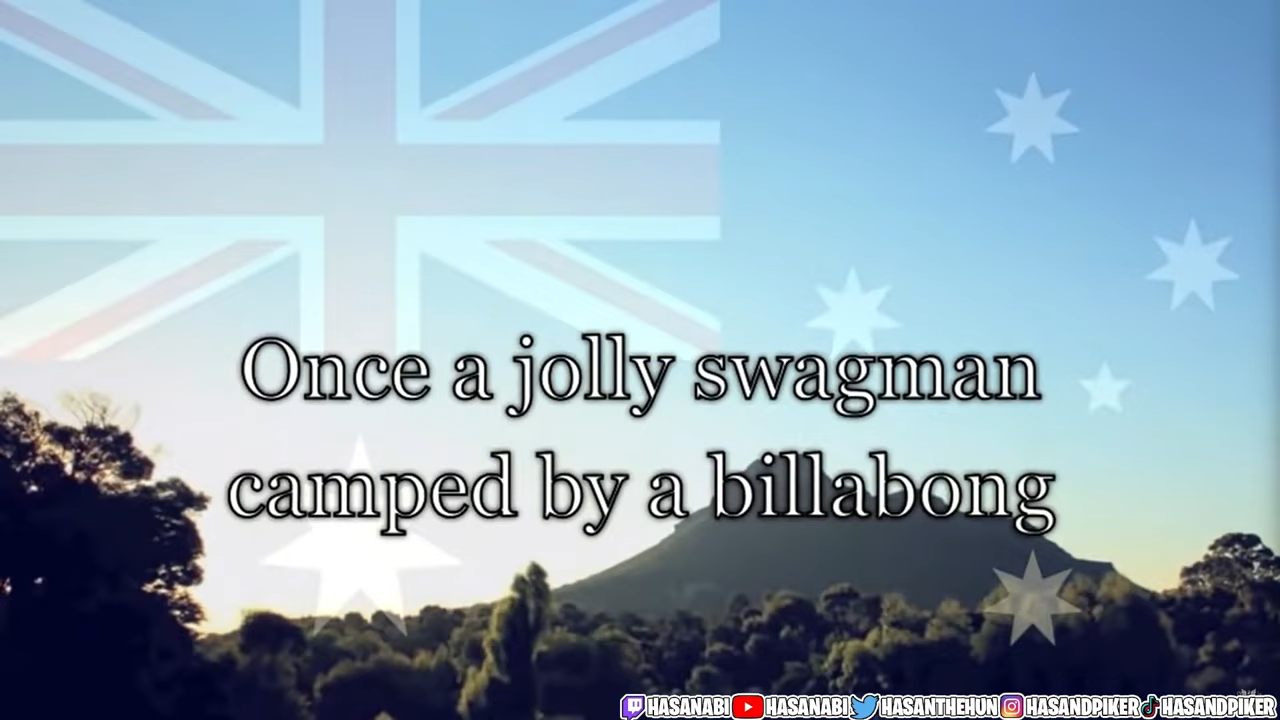 Once a jolly swagman
camped by a billabong
HASANABI HASANABI HASANTHEHUN HASANDPIKER HASANDPIKER